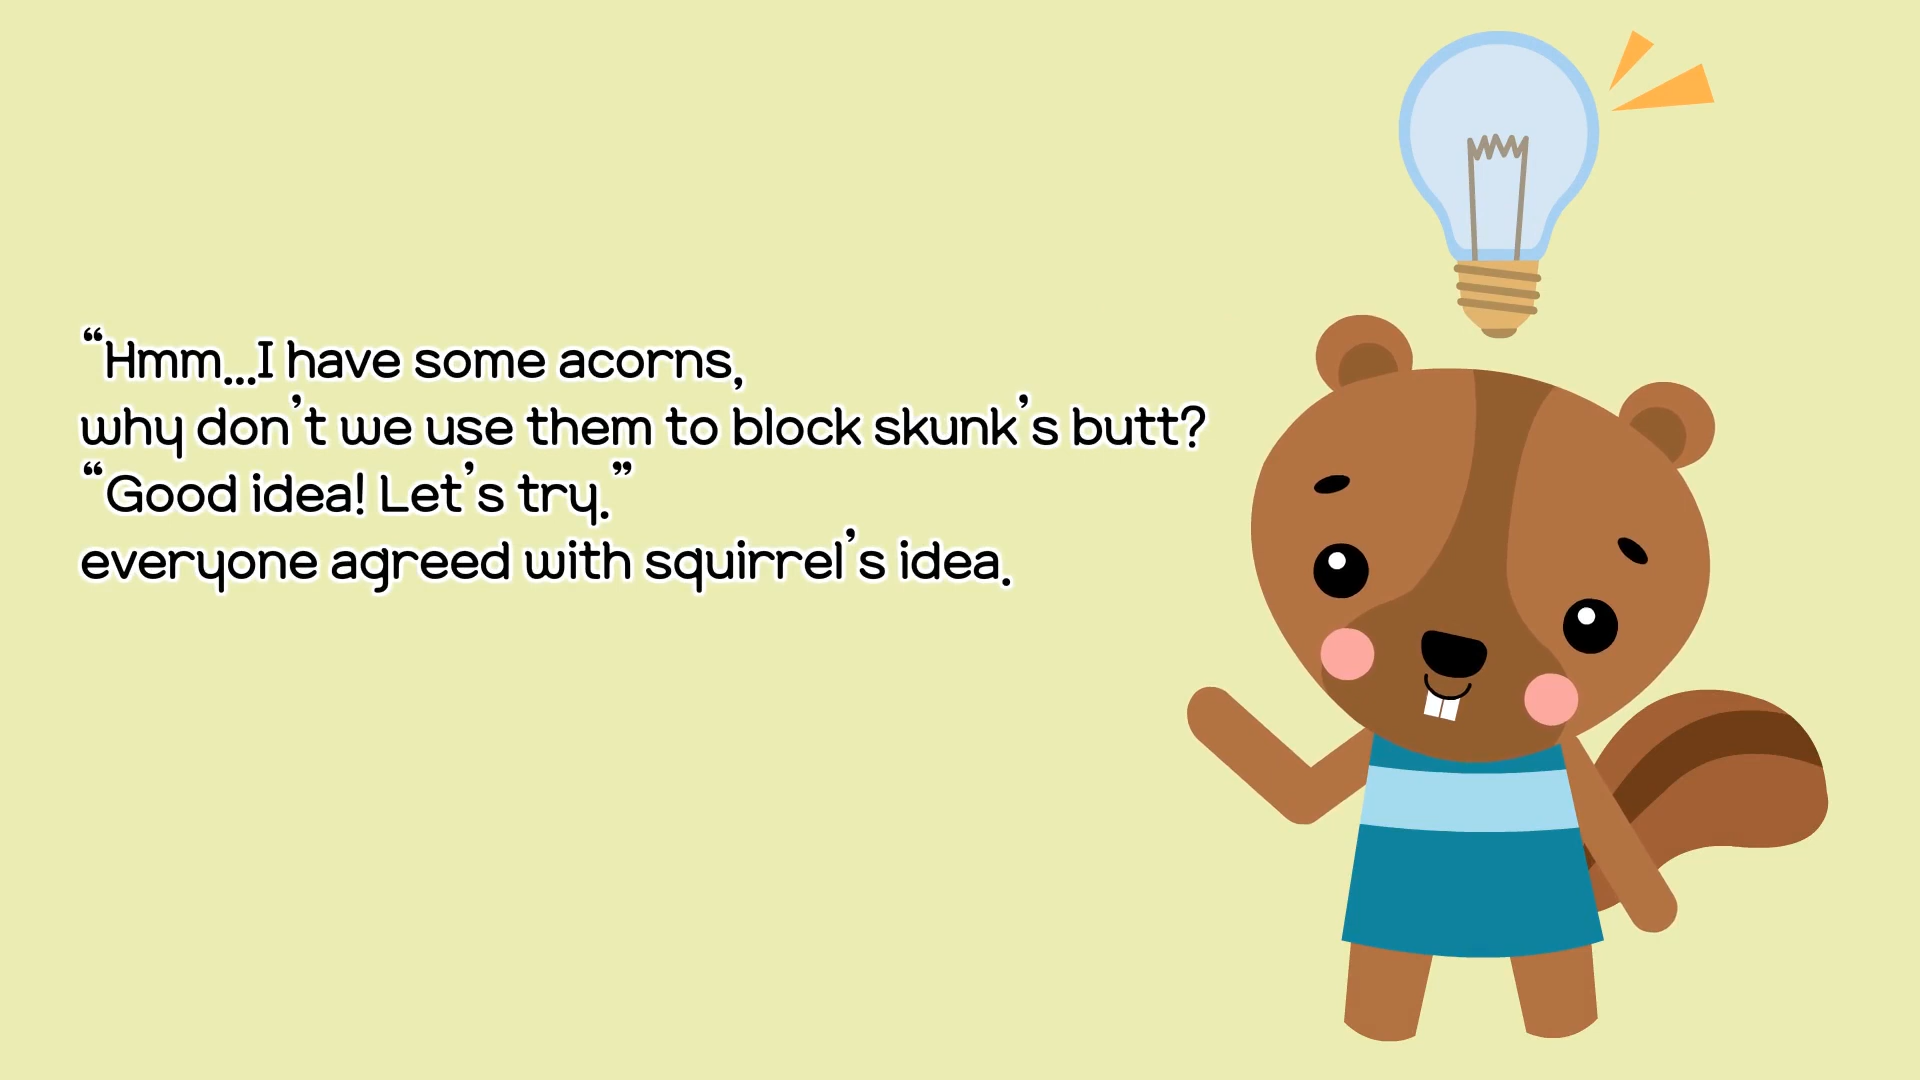 “Hmm...I have some acorns,
why don’t we use them to block skunk’s butt?
“Good idea! Let’s try.”
everyone agreed with squirrel’s idea.